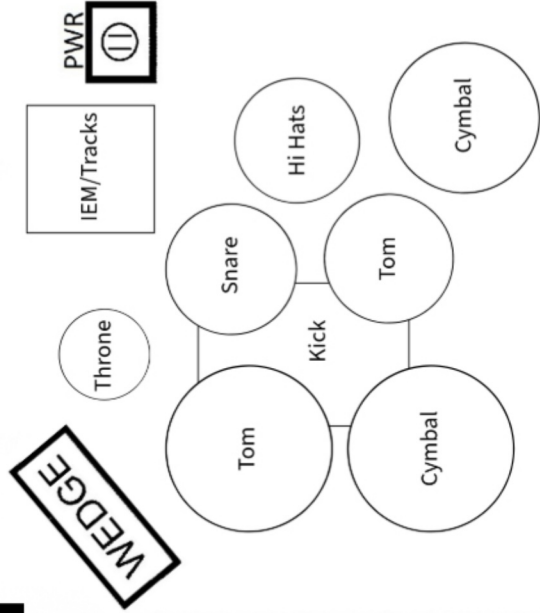 PWR
IEM/Tracks
Hi Hats
Cymbal
Snare
Tom
Throne
Kick
Tom
Cymbal
WEDGE